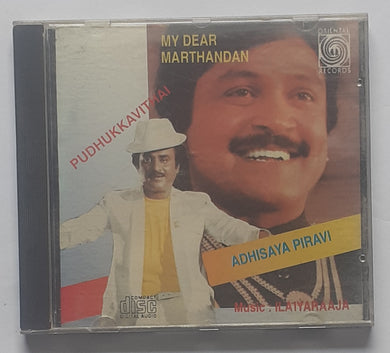 MY DEAR
MARTHANDAN
ORIENTAL
RECORDS
PUDHUKKAVITHAI
ADHISAYA PIRAVI
COMPACT
disc
DIGITAL AUDIO
Music : ILAIYARAAJA